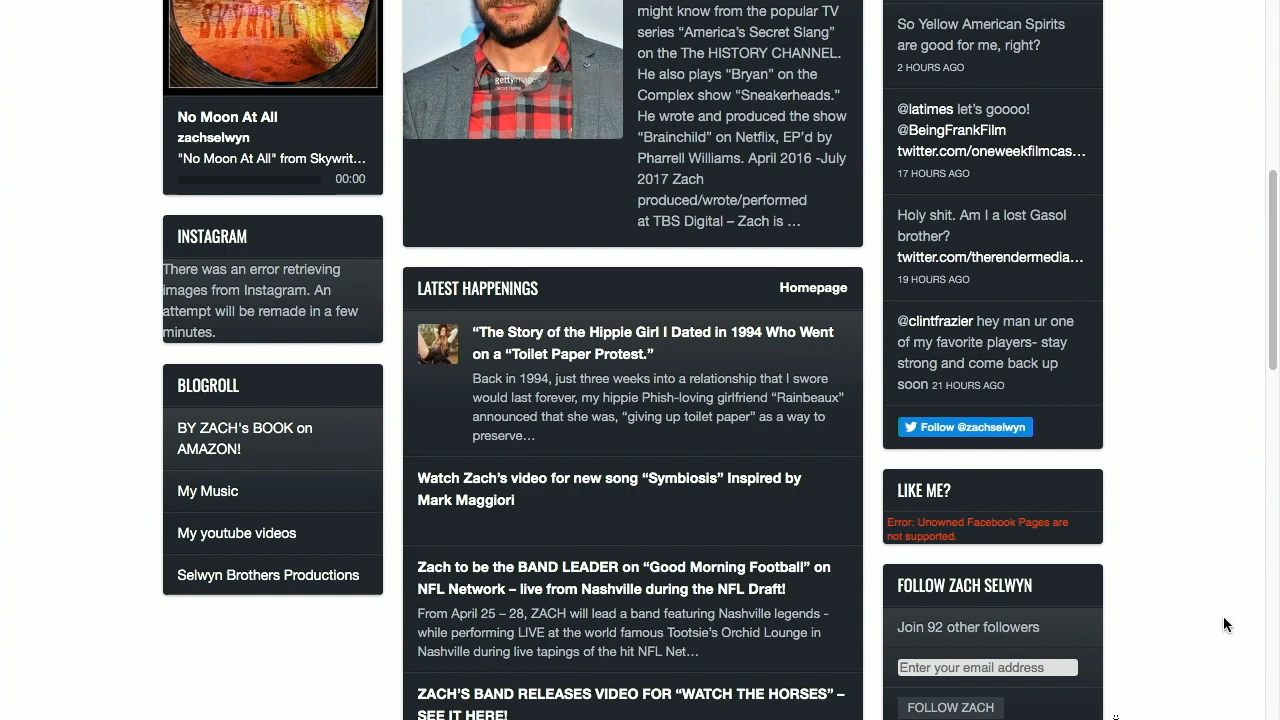 No Moon At All
zachselwyn
"No Moon At All" from Skywrit...
00:00
INSTAGRAM
There was an error retrieving
images from Instagram. An
attempt will be remade in a few
minutes.
BLOGROLL
BY ZACH's BOOK on
AMAZON!
My Music
My youtube videos
Selwyn Brothers Productions
gettyimages
might know from the popular TV
series “America’s Secret Slang”
on the The HISTORY CHANNEL.
He also plays “Bryan” on the
Complex show “Sneakerheads.”
He wrote and produced the show
“Brainchild” on Netflix, EP’d by
Pharrell Williams. April 2016 -July
2017 Zach
produced/wrote/performed
at TBS Digital – Zach is …
LATEST HAPPENINGS
Homepage
“The Story of the Hippie Girl I Dated in 1994 Who Went
on a “Toilet Paper Protest.”
Back in 1994, just three weeks into a relationship that I swore
would last forever, my hippie Phish-loving girlfriend “Rainbeaux”
announced that she was, “giving up toilet paper” as a way to
preserve…
Watch Zach’s video for new song “Symbiosis” Inspired by
Mark Maggiori
Zach to be the BAND LEADER on “Good Morning Football” on
NFL Network – live from Nashville during the NFL Draft!
From April 25 – 28, ZACH will lead a band featuring Nashville legends -
while performing LIVE at the world famous Tootsie’s Orchid Lounge in
Nashville during live tapings of the hit NFL Net…
ZACH’S BAND RELEASES VIDEO FOR “WATCH THE HORSES” –
SEE IT HERE!
So Yellow American Spirits
are good for me, right?
2 HOURS AGO
@latimes let’s goooo!
@BeingFrankFilm
twitter.com/oneweekfilmcas…
17 HOURS AGO
Holy shit. Am I a lost Gasol
brother?
twitter.com/therendermedia…
19 HOURS AGO
@clintfrazier hey man ur one
of my favorite players- stay
strong and come back up
soon 21 HOURS AGO
Follow @zachselwyn
LIKE ME?
Error: Unowned Facebook Pages are
not supported.
FOLLOW ZACH SELWYN
Join 92 other followers
Enter your email address
FOLLOW ZACH